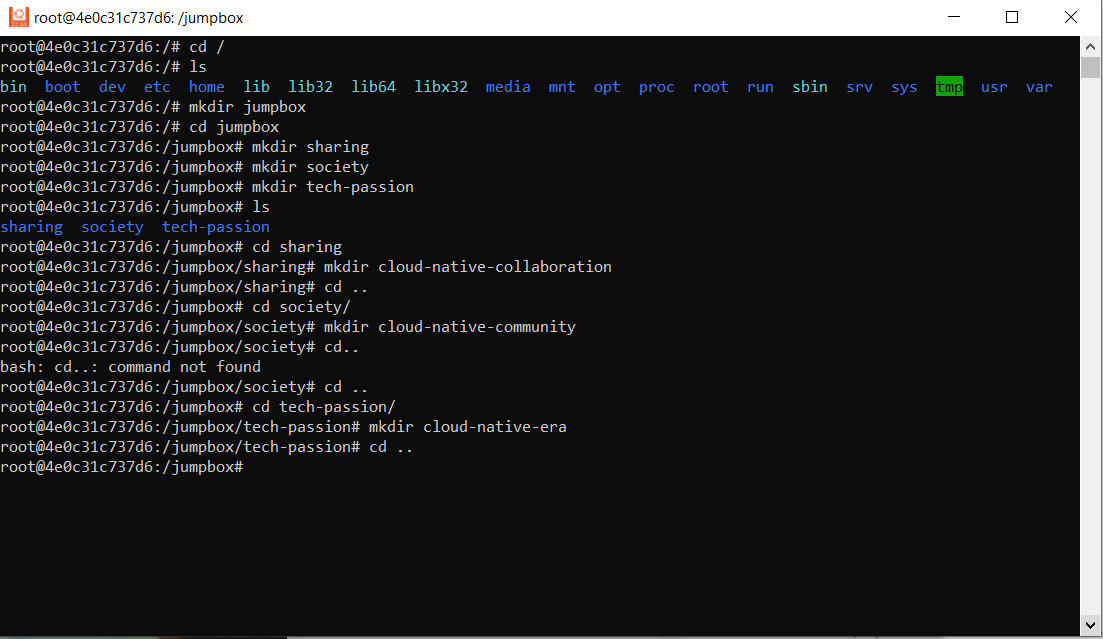 root@4e0c31c737d6: /jumpbox
root@4e0c31c737d6:/# cd /
root@4e0c31c737d6:/# ls
bin  boot  dev  etc  home  lib  lib32  lib64  libx32  media  mnt  opt  proc  root  run  sbin  srv  sys  tmp  usr  var
root@4e0c31c737d6:/# mkdir jumpbox
root@4e0c31c737d6:/# cd jumpbox
root@4e0c31c737d6:/jumpbox# mkdir sharing
root@4e0c31c737d6:/jumpbox# mkdir society
root@4e0c31c737d6:/jumpbox# mkdir tech-passion
root@4e0c31c737d6:/jumpbox# ls
sharing  society  tech-passion
root@4e0c31c737d6:/jumpbox# cd sharing
root@4e0c31c737d6:/jumpbox/sharing# mkdir cloud-native-collaboration
root@4e0c31c737d6:/jumpbox/sharing# cd ..
root@4e0c31c737d6:/jumpbox# cd society/
root@4e0c31c737d6:/jumpbox/society# mkdir cloud-native-community
root@4e0c31c737d6:/jumpbox/society# cd..
bash: cd..: command not found
root@4e0c31c737d6:/jumpbox/society# cd ..
root@4e0c31c737d6:/jumpbox# cd tech-passion/
root@4e0c31c737d6:/jumpbox/tech-passion# mkdir cloud-native-era
root@4e0c31c737d6:/jumpbox/tech-passion# cd ..
root@4e0c31c737d6:/jumpbox#